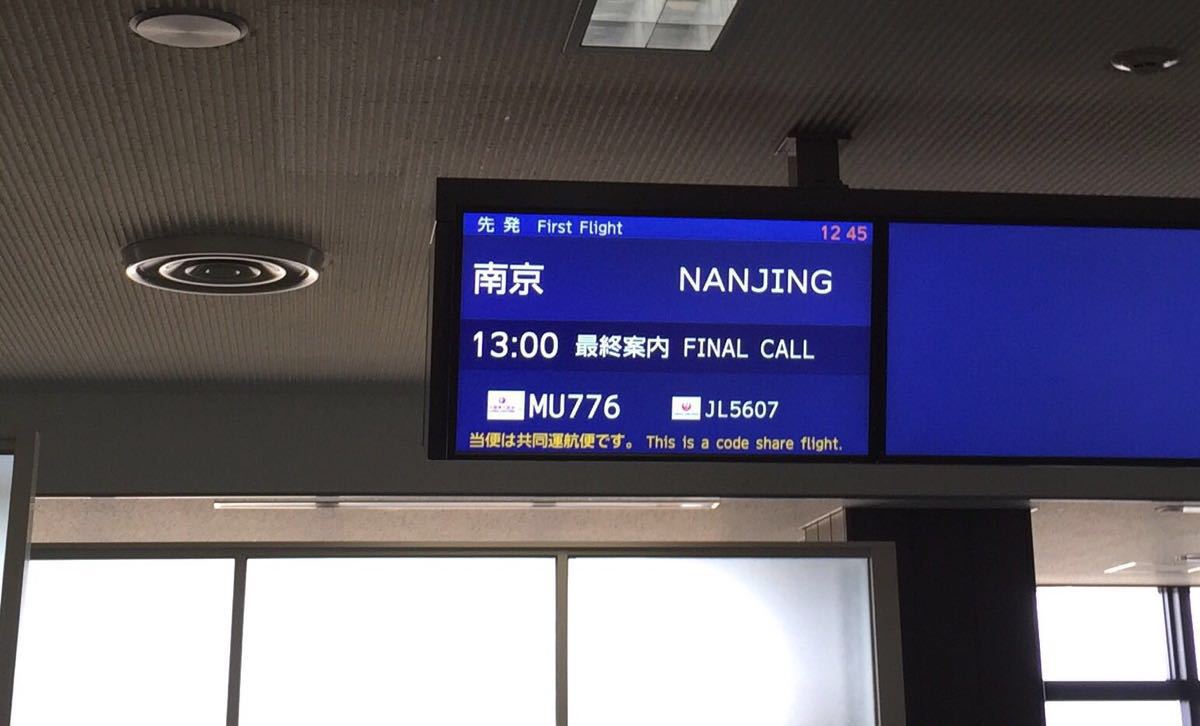 先発 First Flight 12 45
南京 NANJING
13:00 最終案内 FINAL CALL
MU776 JL5607
当便は共同運航便です。 This is a code share flight.